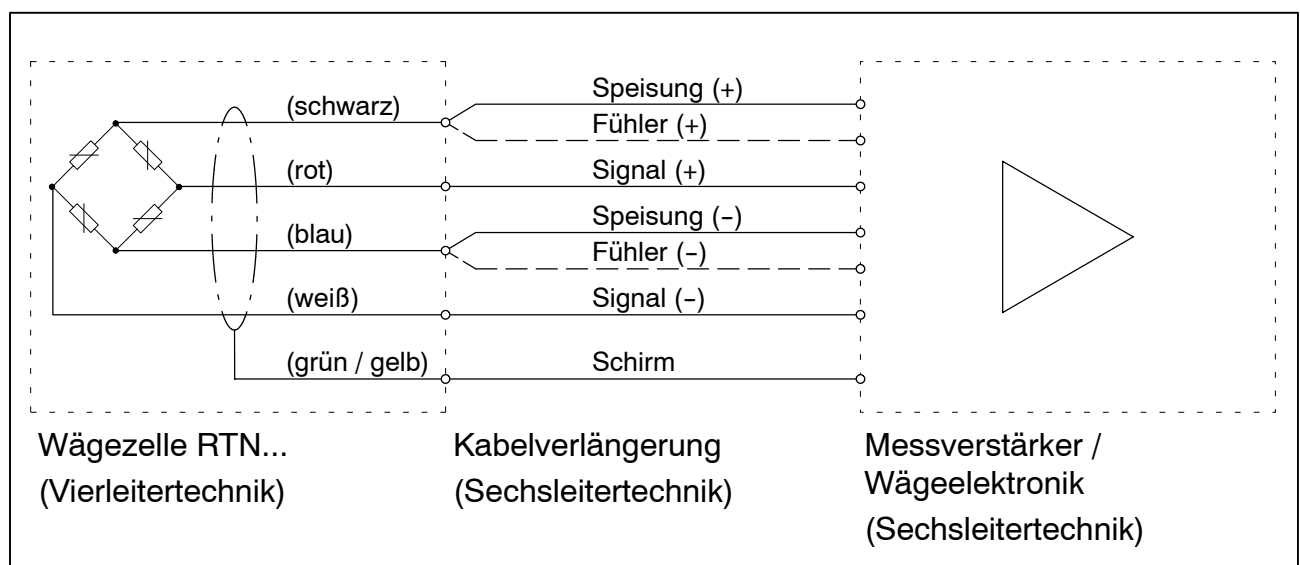 (schwarz)
Speisung (+)
Fühler (+)
(rot)
Signal (+)
(blau)
Speisung (–)
Fühler (–)
(weiß)
Signal (–)
(grün / gelb)
Schirm
Wägezelle RTN...
(Vierleitertechnik)
Kabelverlängerung
(Sechsleitertechnik)
Messverstärker /
Wägeelektronik
(Sechsleitertechnik)